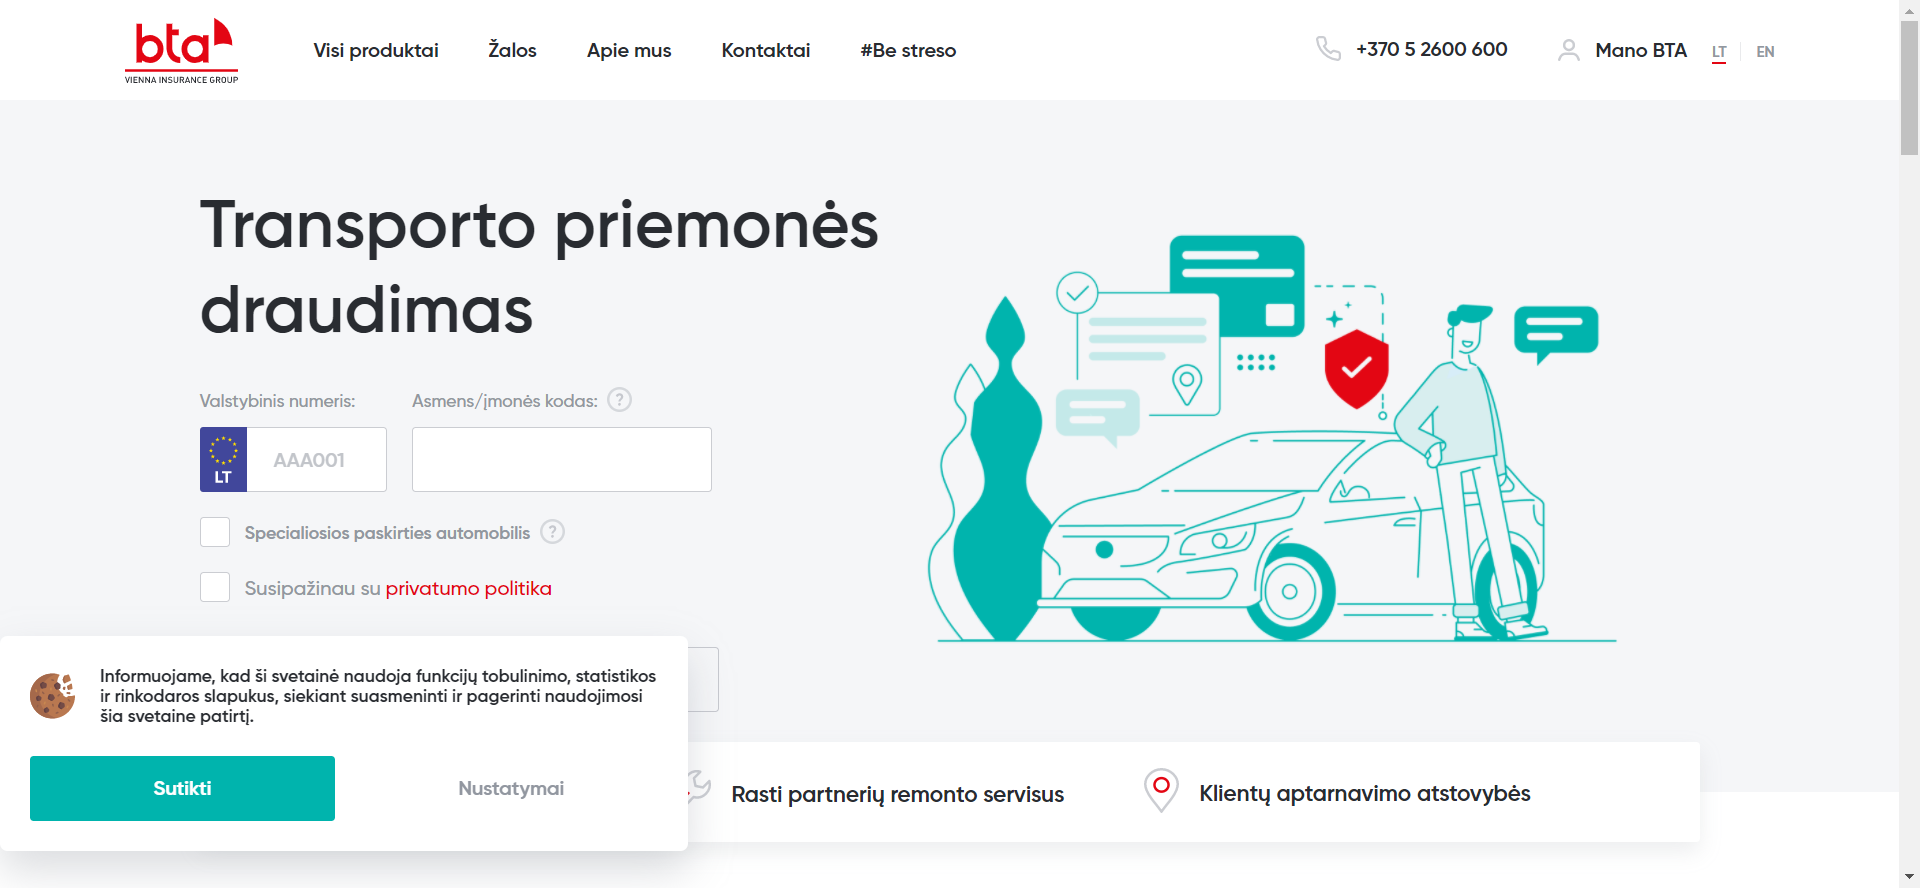 bta
VIENNA INSURANCE GROUP
Visi produktai
Žalos
Apie mus
Kontaktai
#Be streso
+370 5 2600 600
Mano BTA
LT
EN
Transporto priemonės
draudimas
Valstybinis numeris:
Asmens/įmonės kodas:
?
LT
AAA001
Specialiosios paskirties automobilis
?
Susipažinau su privatumo politika
Informuojame, kad ši svetainė naudoja funkcijų tobulinimo, statistikos
ir rinkodaros slapukus, siekiant suasmeninti ir pagerinti naudojimosi
šia svetaine patirtį.
Sutikti
Nustatymai
Rasti partnerių remonto servisus
Klientų aptarnavimo atstovybės